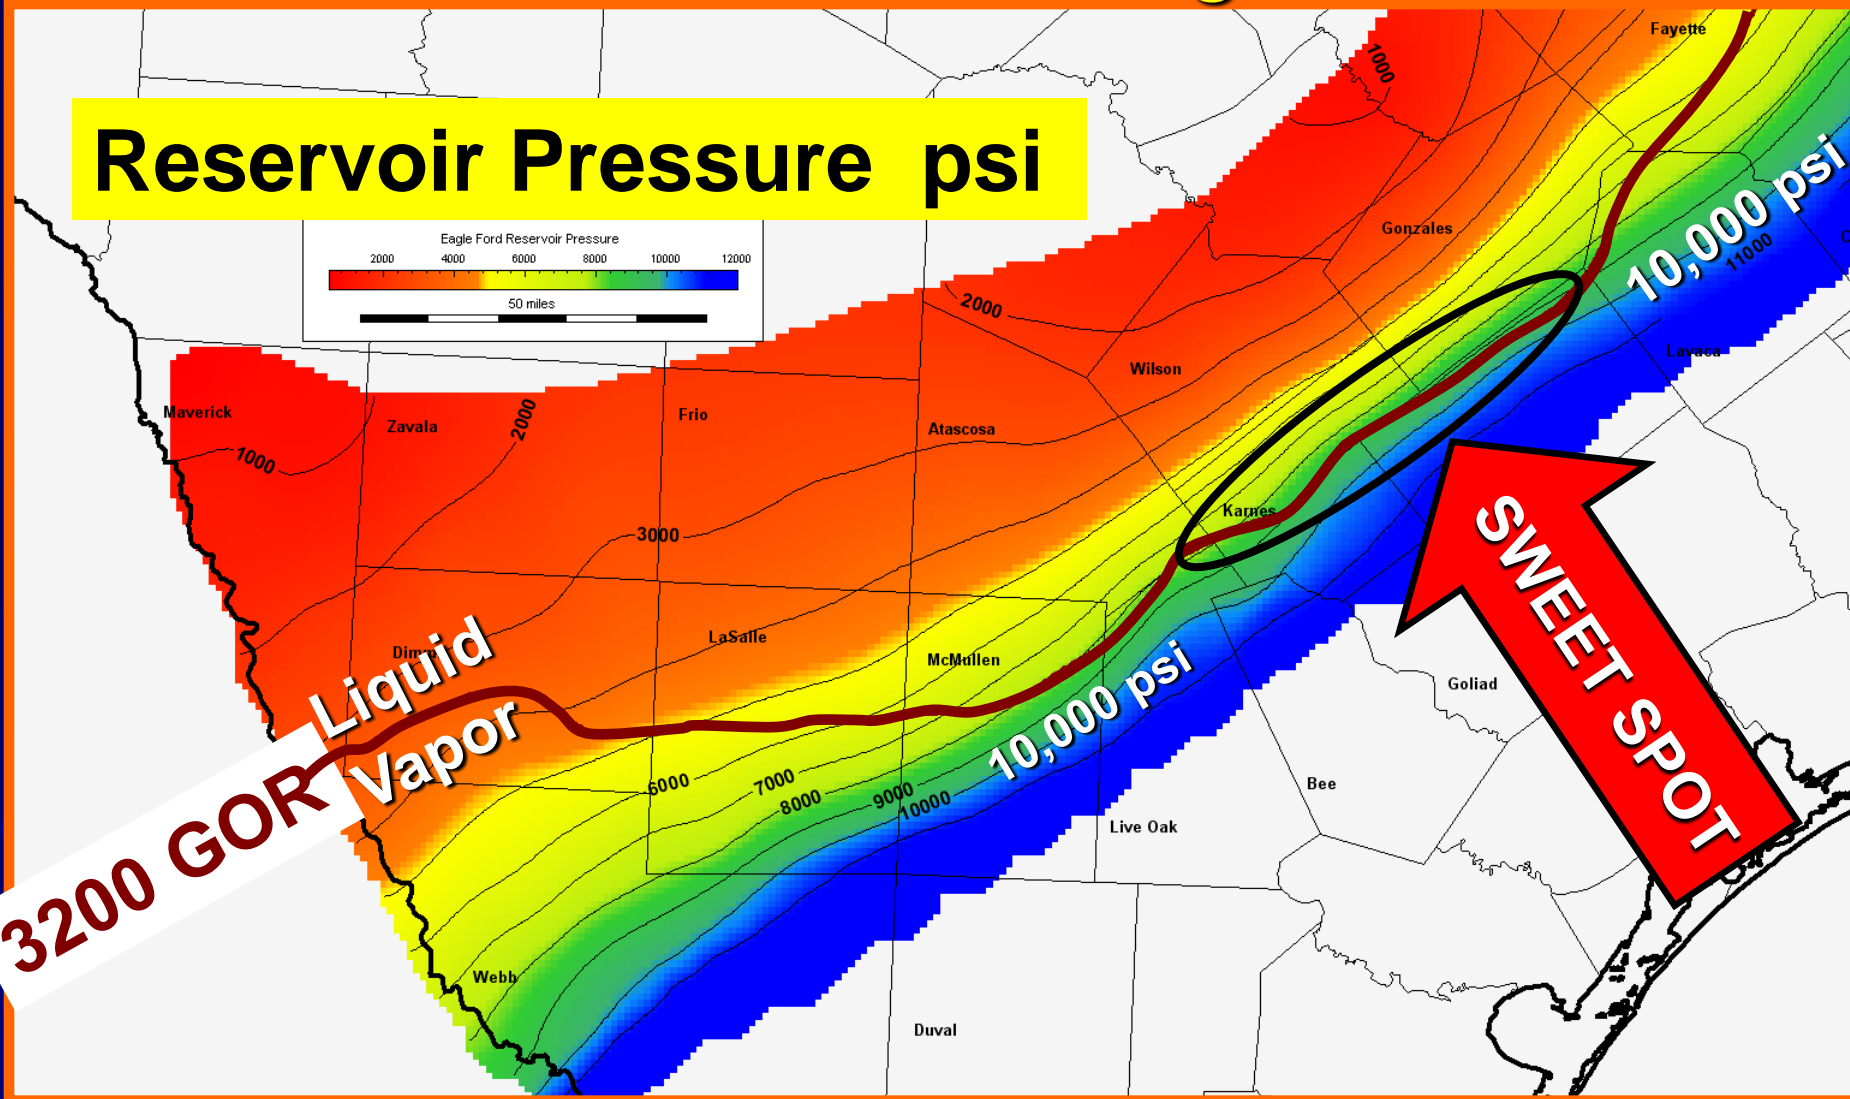 Reservoir Pressure psi
Eagle Ford Reservoir Pressure
2000 4000 6000 8000 10000 12000
50 miles
Fayette
1000
10,000 psi
11000
Gonzales
2000
Lavaca
Wilson
Maverick
Zavala
2000
Frio
Atascosa
1000
3000
Karnes
SWEET SPOT
LaSalle
McMullen
Liquid
Vapor
3200 GOR
10,000 psi
Goliad
6000
7000
8000
9000
10000
Bee
Live Oak
Webb
Duval